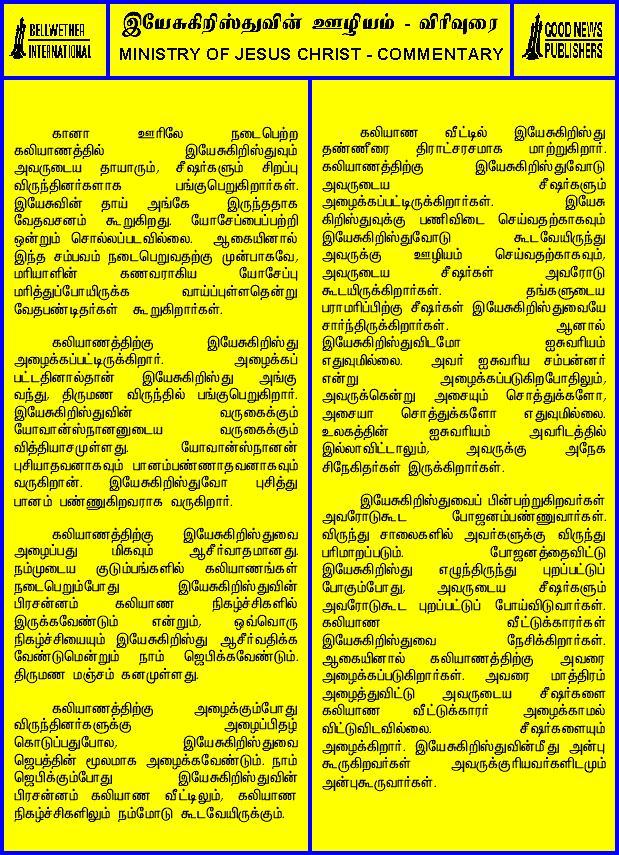 BELLWETHER
INTERNATIONAL
இயேசுகிறிஸ்துவின் ஊழியம் - விரிவுரை
MINISTRY OF JESUS CHRIST - COMMENTARY
GOOD NEWS
PUBLISHERS
கானா ஊரிலே நடைபெற்ற
கலியாணத்தில் இயேசுகிறிஸ்துவும்
அவருடைய தாயாரும், சீஷர்களும் சிறப்பு
விருந்தினர்களாக பங்குபெறுகிறார்கள்.
இயேசுவின் தாய் அங்கே இருந்ததாக
வேதவசனம் கூறுகிறது. யோசேப்பைப்பற்றி
ஒன்றும் சொல்லப்படவில்லை. ஆகையினால்
இந்த சம்பவம் நடைபெறுவதற்கு முன்பாகவே,
மரியாளின் கணவராகிய யோசேப்பு
மரித்துப்போயிருக்க வாய்ப்புள்ளதென்று
வேதபண்டிதர்கள் கூறுகிறார்கள்.
கலியாணத்திற்கு இயேசுகிறிஸ்து
அழைக்கப்பட்டிருக்கிறார். அழைக்கப்
பட்டதினால்தான் இயேசுகிறிஸ்து அங்கு
வந்து, திருமண விருந்தில் பங்குபெறுகிறார்.
இயேசுகிறிஸ்துவின் வருகைக்கும்
யோவான்ஸ்நானனுடைய வருகைக்கும்
வித்தியாசமுள்ளது. யோவான்ஸ்நானன்
புசியாதவனாகவும் பானம்பண்ணாதவனாகவும்
வருகிறான். இயேசுகிறிஸ்துவோ புசித்து
பானம் பண்ணுகிறவராக வருகிறார்.
கலியாணத்திற்கு இயேசுகிறிஸ்துவை
அழைப்பது மிகவும் ஆசீர்வாதமானது.
நம்முடைய குடும்பங்களில் கலியாணங்கள்
நடைபெறும்போது இயேசுகிறிஸ்துவின்
பிரசன்னம் கலியாண நிகழ்ச்சிகளில்
இருக்கவேண்டும் என்றும், ஒவ்வொரு
நிகழ்ச்சியையும் இயேசுகிறிஸ்து ஆசீர்வதிக்க
வேண்டுமென்றும் நாம் ஜெபிக்கவேண்டும்.
திருமண மஞ்சம் கனமுள்ளது.
கலியாணத்திற்கு அழைக்கும்போது
விருந்தினர்களுக்கு அழைப்பிதழ்
கொடுப்பதுபோல, இயேசுகிறிஸ்துவை
ஜெபத்தின் மூலமாக அழைக்கவேண்டும். நாம்
ஜெபிக்கும்போது இயேசுகிறிஸ்துவின்
பிரசன்னம் கலியாண வீட்டிலும், கலியாண
நிகழ்ச்சிகளிலும் நம்மோடு கூடவேயிருக்கும்.
கலியாண வீட்டில் இயேசுகிறிஸ்து
தண்ணீரை திராட்சரசமாக மாற்றுகிறார்.
கலியாணத்திற்கு இயேசுகிறிஸ்துவோடு
அவருடைய சீஷர்களும்
அழைக்கப்பட்டிருக்கிறார்கள். இயேசு
கிறிஸ்துவுக்கு பணிவிடை செய்வதற்காகவும்
இயேசுகிறிஸ்துவோடு கூடவேயிருந்து
அவருக்கு ஊழியம் செய்வதற்காகவும்,
அவருடைய சீஷர்கள் அவரோடு
கூடயிருக்கிறார்கள். தங்களுடைய
பராமரிப்பிற்கு சீஷர்கள் இயேசுகிறிஸ்துவையே
சார்ந்திருக்கிறார்கள். ஆனால்
இயேசுகிறிஸ்துவிடமோ ஐசுவரியம்
எதுவுமில்லை. அவர் ஐசுவரிய சம்பன்னர்
என்று அழைக்கப்படுகிறபோதிலும்,
அவருக்கென்று அசையும் சொத்துக்களோ,
அசையா சொத்துக்களோ எதுவுமில்லை.
உலகத்தின் ஐசுவரியம் அவரிடத்தில்
இல்லாவிட்டாலும், அவருக்கு அநேக
சிநேகிதர்கள் இருக்கிறார்கள்.
இயேசுகிறிஸ்துவைப் பின்பற்றுகிறவர்கள்
அவரோடுகூட போஜனம்பண்ணுவார்கள்.
விருந்து சாலைகளில் அவர்களுக்கு விருந்து
பரிமாறப்படும். போஜனத்தைவிட்டு
இயேசுகிறிஸ்து எழுந்திருந்து புறப்பட்டுப்
போகும்போது, அவருடைய சீஷர்களும்
அவரோடுகூட புறப்பட்டுப் போய்விடுவார்கள்.
கலியாண வீட்டுக்காரர்கள்
இயேசுகிறிஸ்துவை நேசிக்கிறார்கள்.
ஆகையினால் கலியாணத்திற்கு அவரை
அழைக்கப்படுகிறார்கள். அவரை மாத்திரம்
அழைத்துவிட்டு அவருடைய சீஷர்களை
கலியாண வீட்டுக்காரர் அழைக்காமல்
விட்டுவிடவில்லை. சீஷர்களையும்
அழைக்கிறார். இயேசுகிறிஸ்துவின்மீது அன்பு
கூருகிறவர்கள் அவருக்குரியவர்களிடமும்
அன்புகூருவார்கள்.